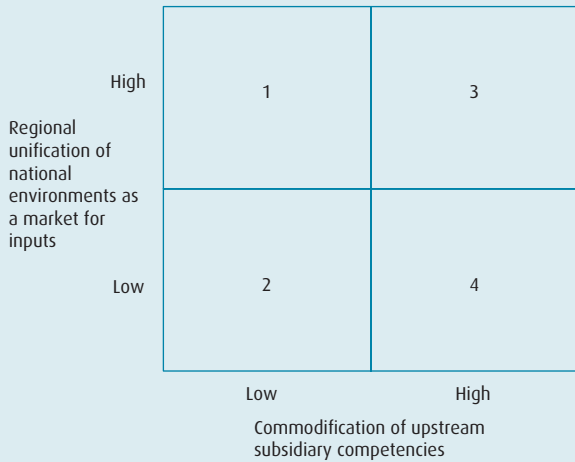 High
1
3
Regional
unification of
national
environments as
a market for
inputs
Low
2
4
Low
High
Commodification of upstream
subsidiary competencies